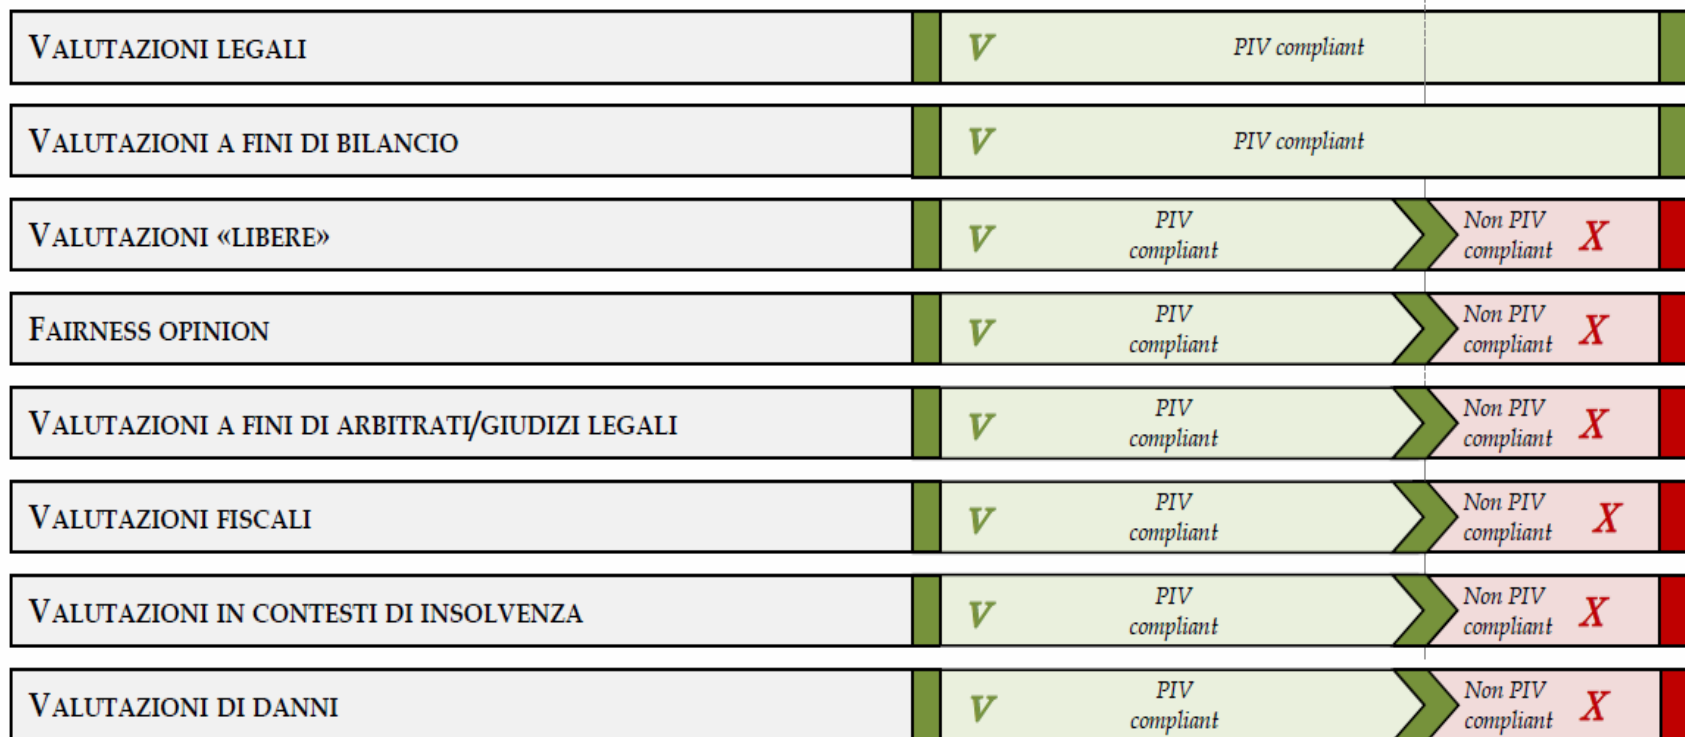 VALUTAZIONI LEGALI
V
PIV compliant
VALUTAZIONI A FINI DI BILANCIO
V
PIV compliant
VALUTAZIONI «LIBERE»
V
PIV
compliant
Non PIV
compliant
X
FAIRNESS OPINION
V
PIV
compliant
Non PIV
compliant
X
VALUTAZIONI A FINI DI ARBITRATI/GIUDIZI LEGALI
V
PIV
compliant
Non PIV
compliant
X
VALUTAZIONI FISCALI
V
PIV
compliant
Non PIV
compliant
X
VALUTAZIONI IN CONTESTI DI INSOLVENZA
V
PIV
compliant
Non PIV
compliant
X
VALUTAZIONI DI DANNI
V
PIV
compliant
Non PIV
compliant
X